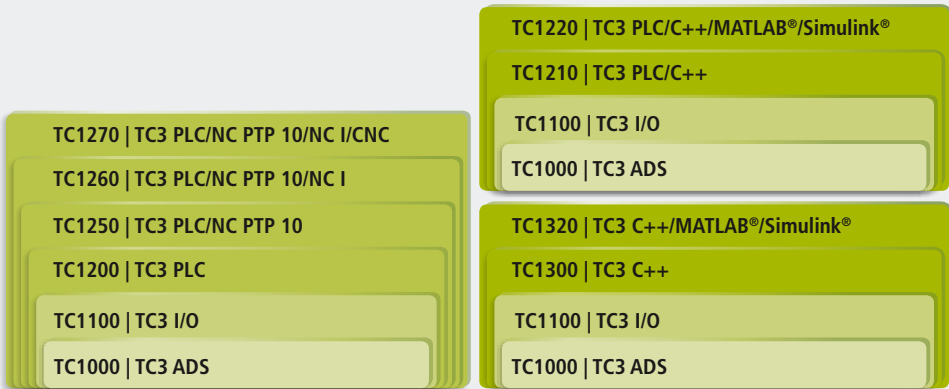 TC1270 | TC3 PLC/NC PTP 10/NC I/CNC
TC1260 | TC3 PLC/NC PTP 10/NC I
TC1250 | TC3 PLC/NC PTP 10
TC1200 | TC3 PLC
TC1100 | TC3 I/O
TC1000 | TC3 ADS
TC1220 | TC3 PLC/C++/MATLAB®/Simulink®
TC1210 | TC3 PLC/C++
TC1100 | TC3 I/O
TC1000 | TC3 ADS
TC1320 | TC3 C++/MATLAB®/Simulink®
TC1300 | TC3 C++
TC1100 | TC3 I/O
TC1000 | TC3 ADS